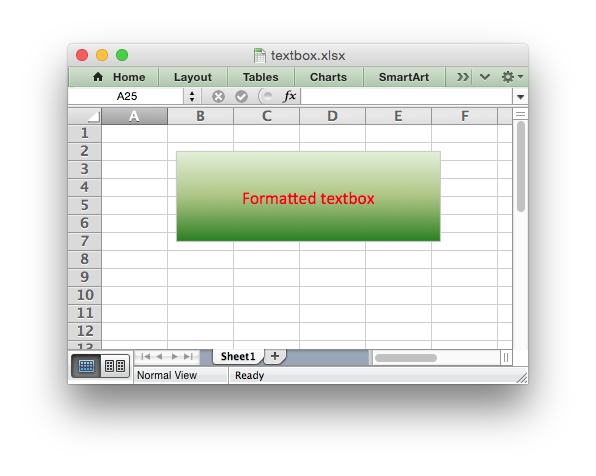 textbox.xlsx
Home Layout Tables Charts SmartArt
A25 fx
A B C D E F
1
2
3
4
5
6
7
8
9
10
11
12
13
Formatted textbox
Sheet1
Normal View Ready